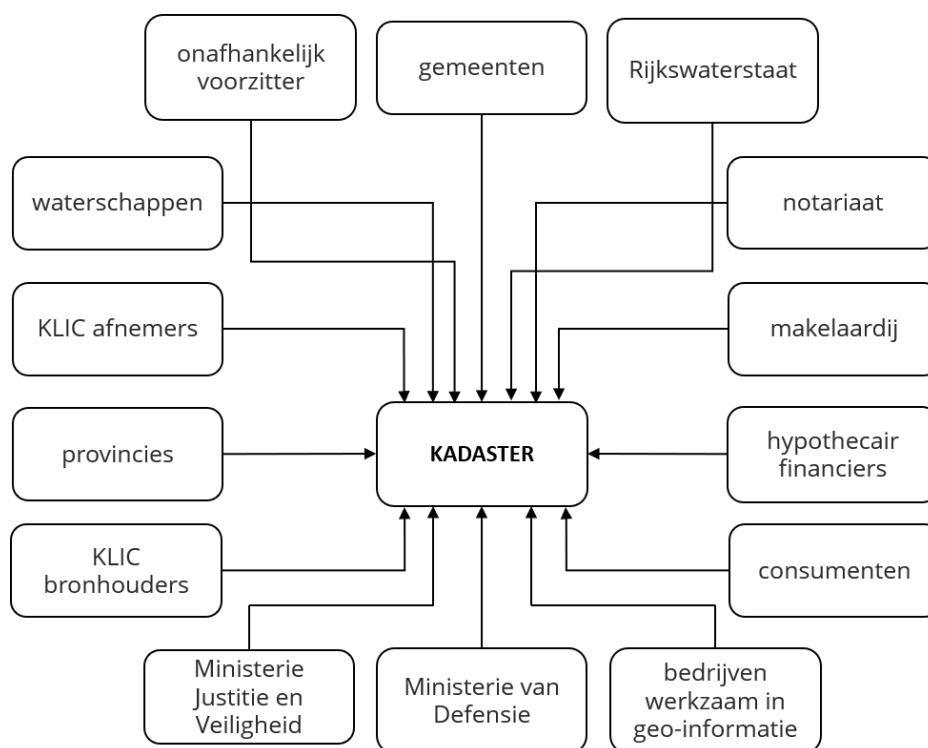 onafhankelijk
voorzitter
gemeenten
Rijkswaterstaat
waterschappen
notariaat
KLIC afnemers
makelaardij
provincies
KADASTER
hypothecair
financiers
KLIC
bronhouders
consumenten
Ministerie
Justitie en
Veiligheid
Ministerie van
Defensie
bedrijven
werkzaam in
geo-informatie